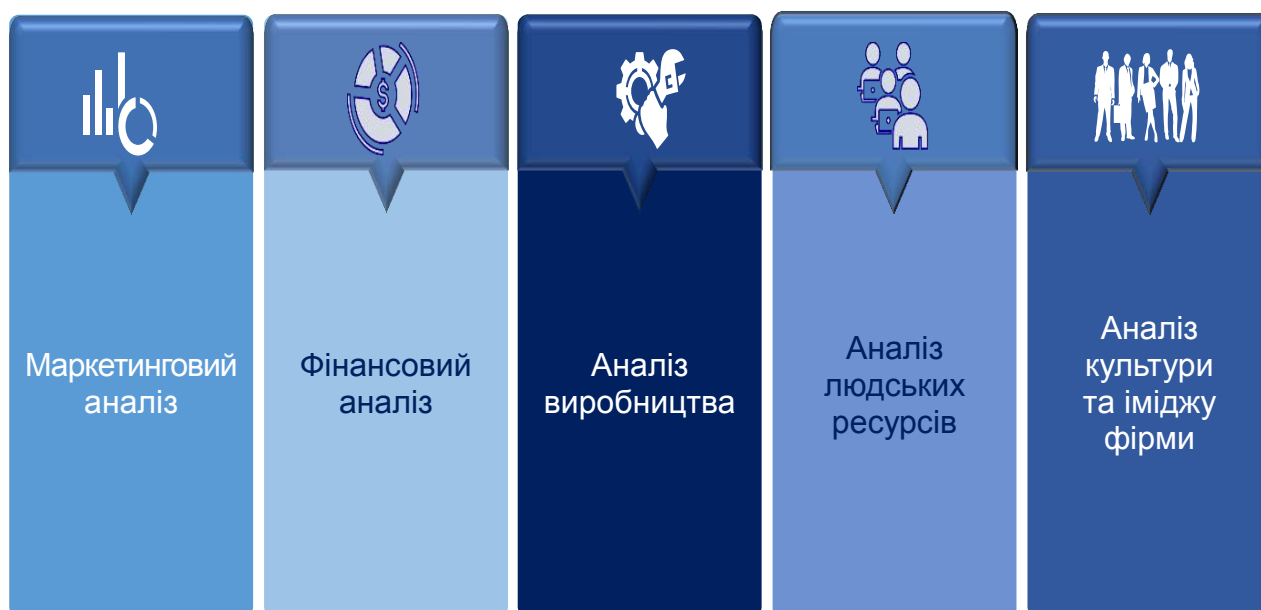 Маркетинговий
аналіз
Фінансовий
аналіз
Аналіз
виробництва
Аналіз
людських
ресурсів
Аналіз
культури
та іміджу
фірми
$